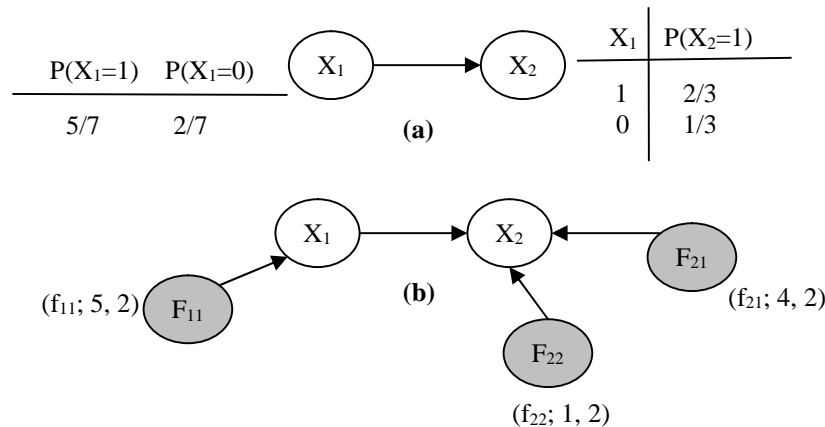 P(X₁=1) P(X₁=0)
5/7 2/7
X₁ X₂
(a)
X₁ P(X₂=1)
1 2/3
0 1/3
X₁ X₂
F₂₁
(b)
(f₁₁; 5, 2) F₁₁
(f₂₁; 4, 2)
F₂₂
(f₂₂; 1, 2)